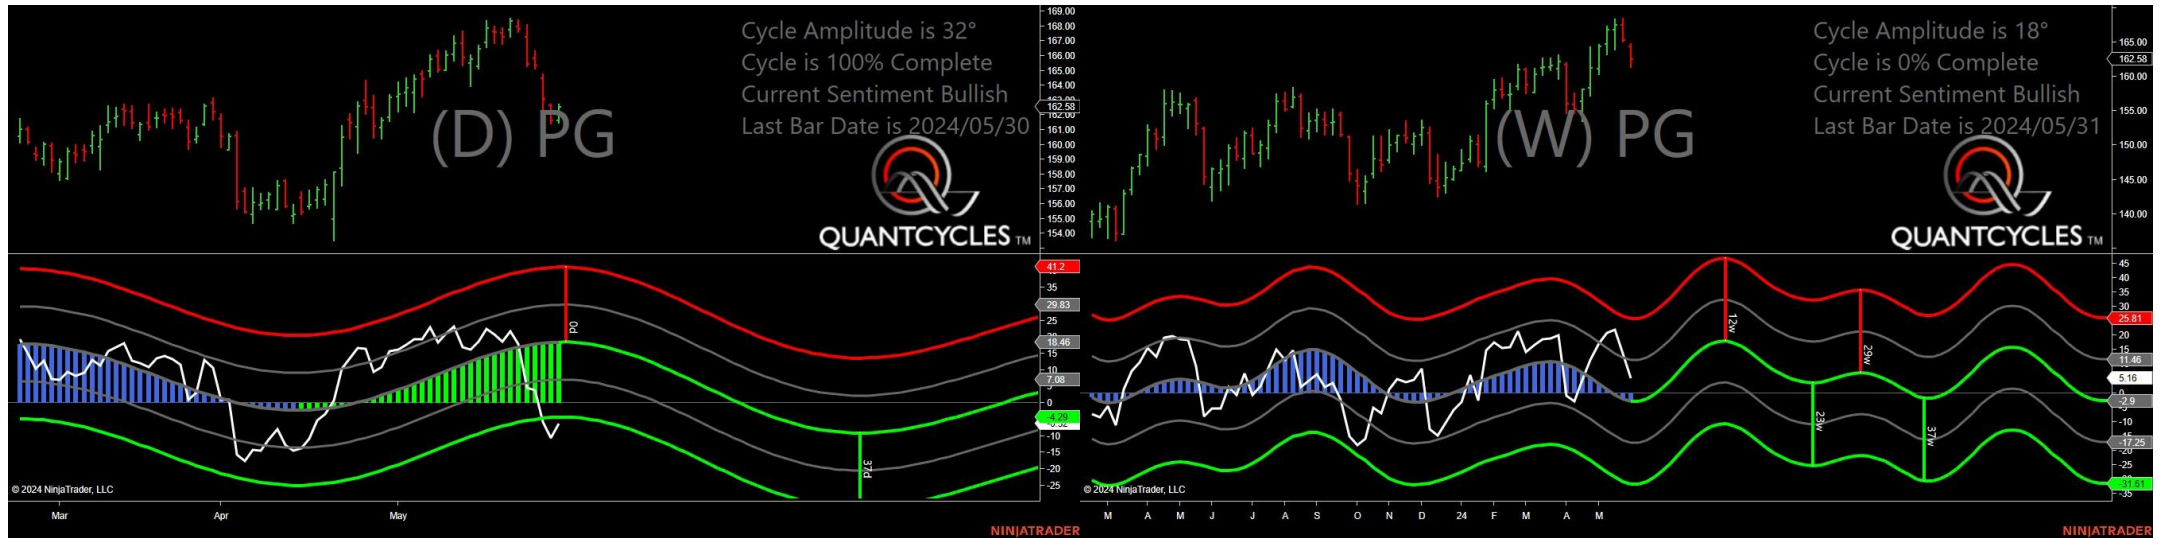 Cycle Amplitude is 32°
Cycle is 100% Complete
Current Sentiment Bullish
Last Bar Date is 2024/05/30
(D) PG
QUANTCYCLES TM
169.00
168.00
167.00
166.00
165.00
164.00
162.58
162.00
161.00
160.00
159.00
158.00
157.00
156.00
155.00
154.00
P0
37d
41.2
35
29.83
25
18.46
15
10
7.08
0
-4.29
-10
-15
-20
-25
© 2024 NinjaTrader, LLC
Mar
Apr
May
NINJATRADER
Cycle Amplitude is 18°
Cycle is 0% Complete
Current Sentiment Bullish
Last Bar Date is 2024/05/31
(W) PG
QUANTCYCLES TM
165.00
162.58
160.00
155.00
150.00
145.00
140.00
12w
29w
23w
37w
45
40
35
30
25.81
20
15
11.46
5.16
0
-2.9
-10
-17.25
-20
-25
-31.61
-35
© 2024 NinjaTrader, LLC
M A M J J A S O N D 24 F M A M
NINJATRADER